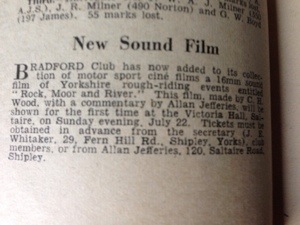 A.J.S.), J. R. Milner (490 Norton) and G. W. Boyd
(197 James). 55 marks lost.
New Sound Film
BRADFORD Club has now added to its collec-
tion of motor sport ciné films a 16mm sound
film of Yorkshire rough-riding events entitled
"Rock, Moor and River." This film, made by C. H.
Wood, with a commentary by Allan Jefferies, will be
shown for the first time at the Victoria Hall, Sal-
taire, on Sunday evening, July 22. Tickets must be
obtained in advance from the secretary (J. E.
Whitaker, 29, Fern Hill Rd., Shipley, Yorks), club
members, or from Allan Jefferies, 120, Saltaire Road,
Shipley.